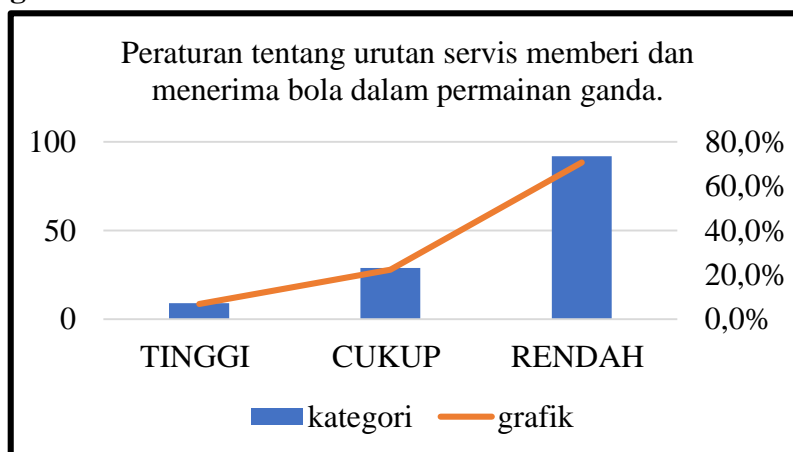 g
Peraturan tentang urutan servis memberi dan
menerima bola dalam permainan ganda.
100
50
0
80,0%
60,0%
40,0%
20,0%
0,0%
TINGGI CUKUP RENDAH
kategori grafik